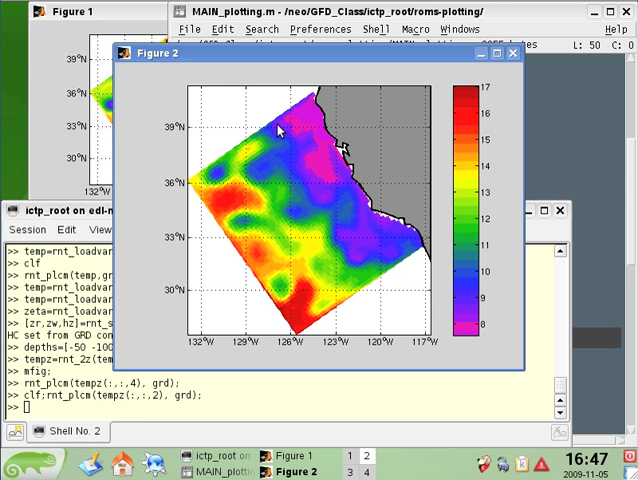 Figure 1
MAIN_plotting.m - /neo/GFD_Class/ictp_root/roms-plotting/
File Edit Search Preferences Shell Macro Windows Help
L: 50 C: 0
Figure 2
39°N
36°N
33°N
30°N
132°W
39°N
36°N
33°N
30°N
132°W 129°W 126°W 123°W 120°W 117°W
17
16
15
14
13
12
11
10
9
8
ictp_root on edl-n
Session Edit View
>> temp=rnt_loadvar
>> clf
>> rnt_plcm(temp,gr
>> temp=rnt_loadvar
>> temp=rnt_loadvar
>> zeta=rnt_loadvar
>> [zr,zw,hz]=rnt_s
HC set from GRD con
>> depths=[-50 -100
>> tempz=rnt_2z(t
>> mfig;
>> rnt_plcm(tempz(:,:,4), grd);
>> clf;rnt_plcm(tempz(:,:,2), grd);
>>
Shell No. 2
ictp_root on Figure 1 1 2
MAIN_plottin Figure 2 3 4
16:47
2009-11-05